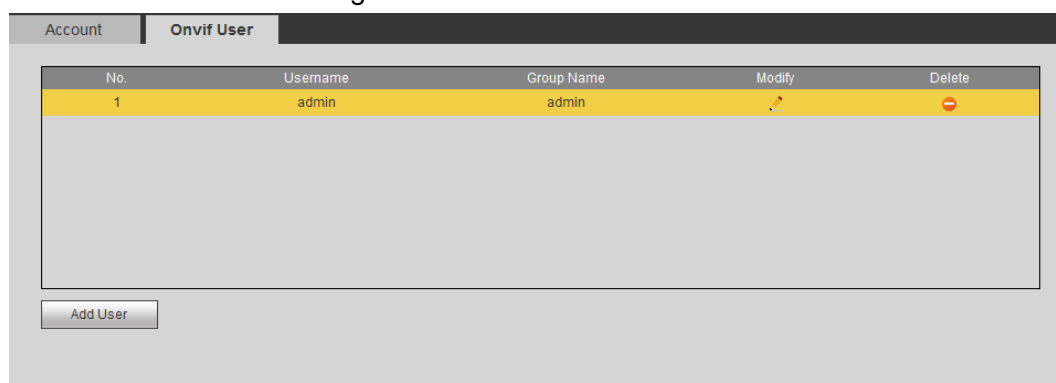 Account Onvif User
No. Username Group Name Modify Delete
1 admin admin
Add User